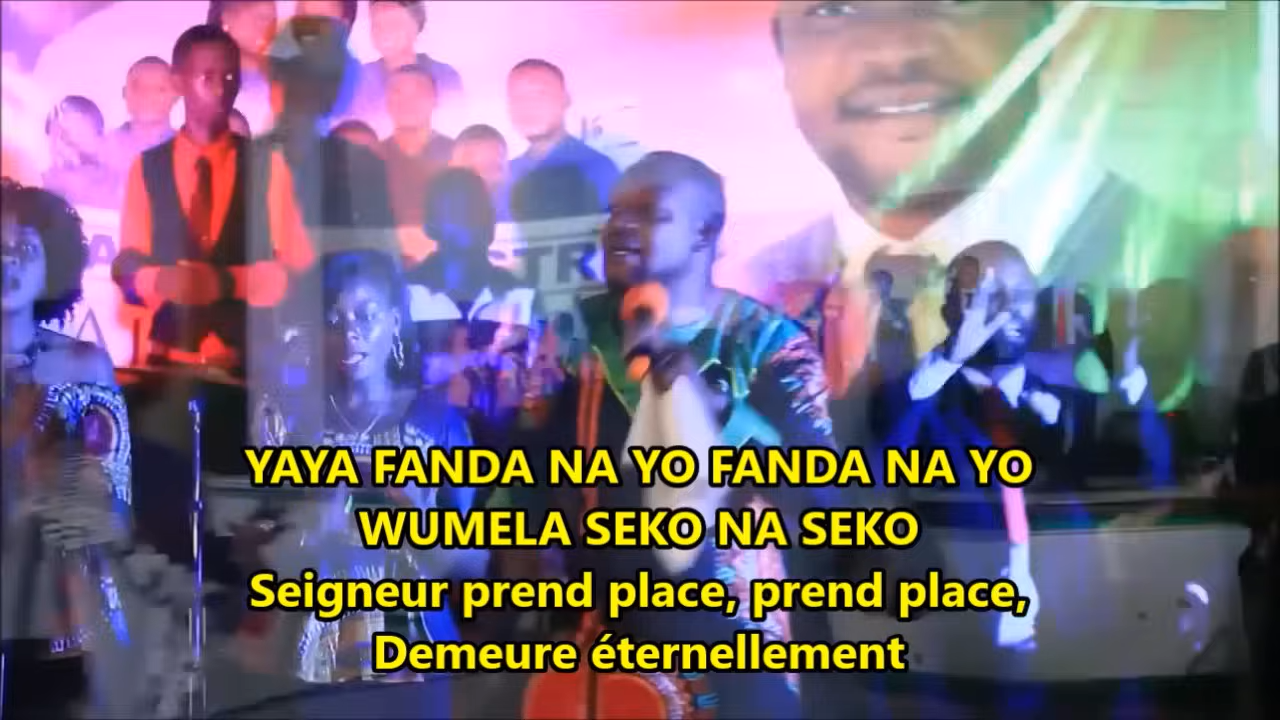 YAYA FANDA NA YO FANDA NA YO
WUMELA SEKO NA SEKO
Seigneur prend place, prend place,
Demeure éternellement